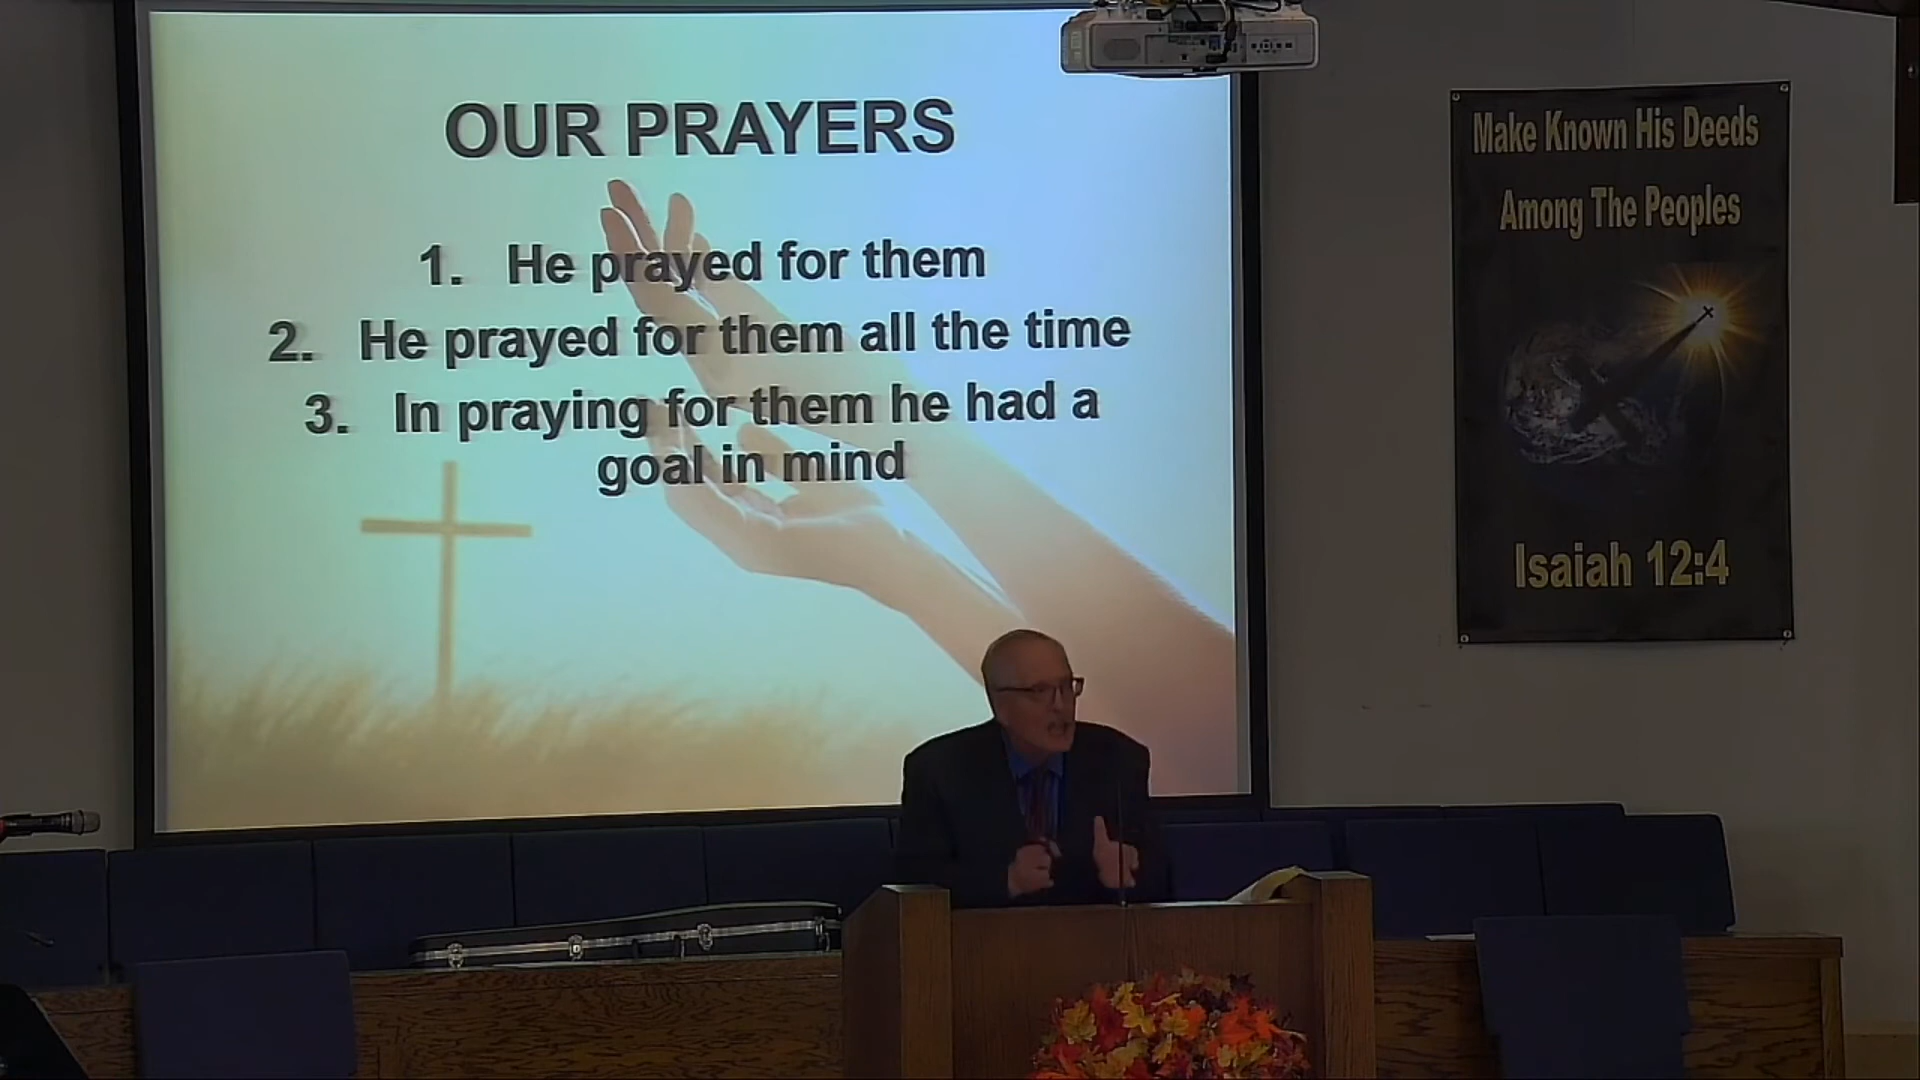 OUR PRAYERS
1. He prayed for them
2. He prayed for them all the time
3. In praying for them he had a
goal in mind
Make Known His Deeds
Among The Peoples
Isaiah 12:4